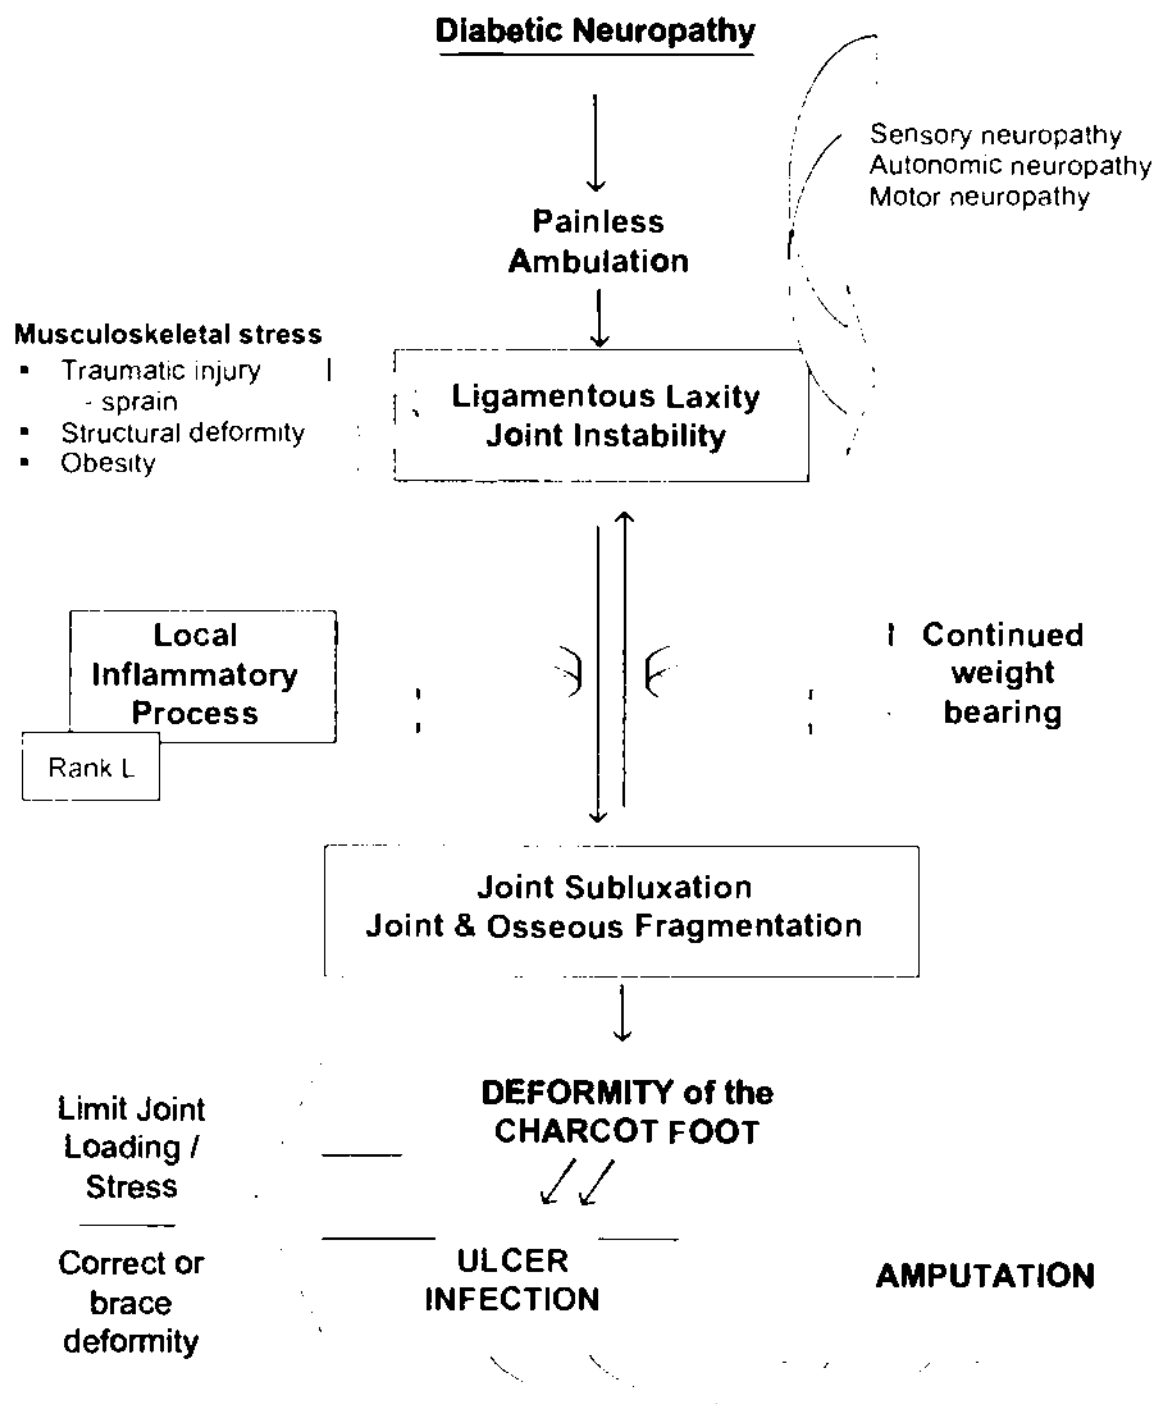 Diabetic Neuropathy
Sensory neuropathy
Autonomic neuropathy
Motor neuropathy
Painless
Ambulation
Musculoskeletal stress
▪ Traumatic injury
- sprain
▪ Structural deformity
▪ Obesity
Ligamentous Laxity
Joint Instability
Local
Inflammatory
Process
Rank L
Continued
weight
bearing
Joint Subluxation
Joint & Osseous Fragmentation
DEFORMITY of the
CHARCOT FOOT
Limit Joint
Loading /
Stress
Correct or
brace
deformity
ULCER
INFECTION
AMPUTATION